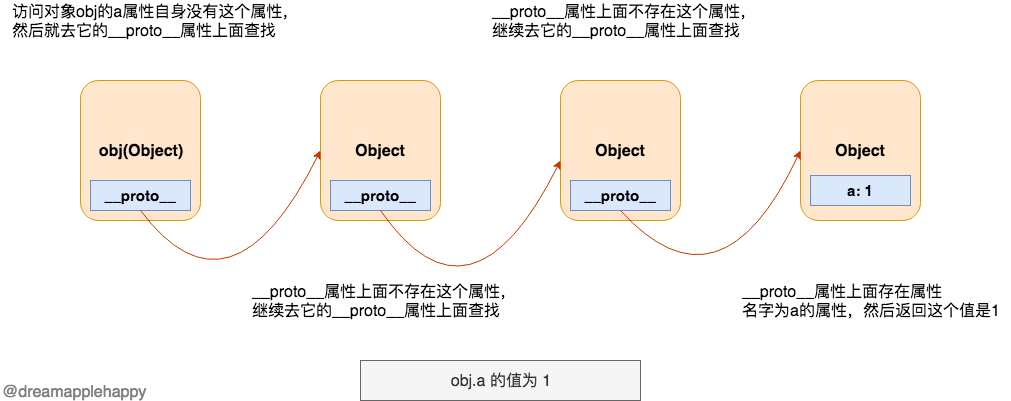 访问对象obj的a属性自身没有这个属性，
然后就去它的__proto__属性上面查找
__proto__属性上面不存在这个属性，
继续去它的__proto__属性上面查找
obj(Object)
__proto__
Object
__proto__
Object
__proto__
Object
a: 1
__proto__属性上面不存在这个属性，
继续去它的__proto__属性上面查找
__proto__属性上面存在属性
名字为a的属性，然后返回这个值是1
obj.a 的值为 1
@dreamapplehappy